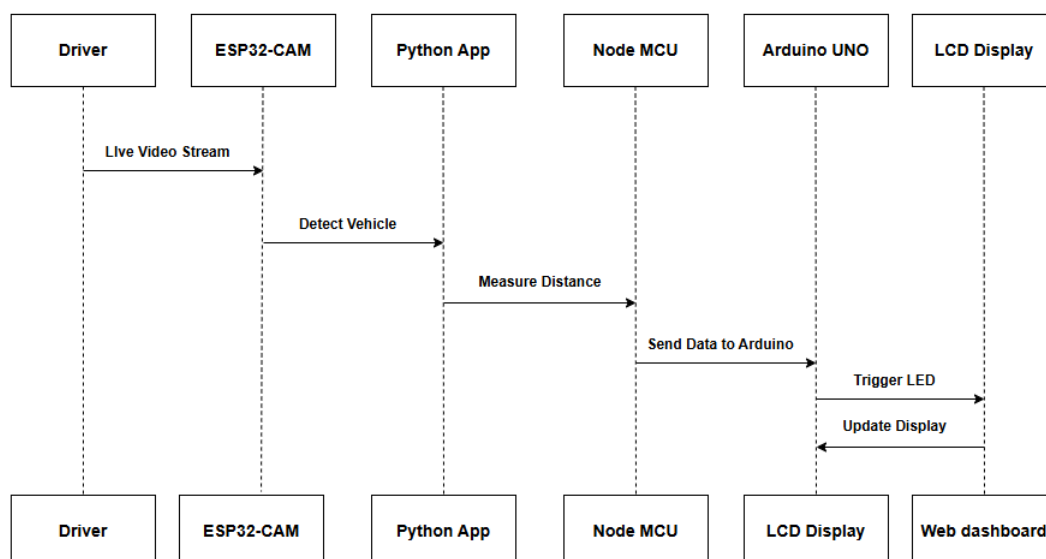 Driver
ESP32-CAM
Python App
Node MCU
Arduino UNO
LCD Display
LIve Video Stream
Detect Vehicle
Measure Distance
Send Data to Arduino
Trigger LED
Update Display
Driver
ESP32-CAM
Python App
Node MCU
LCD Display
Web dashboard